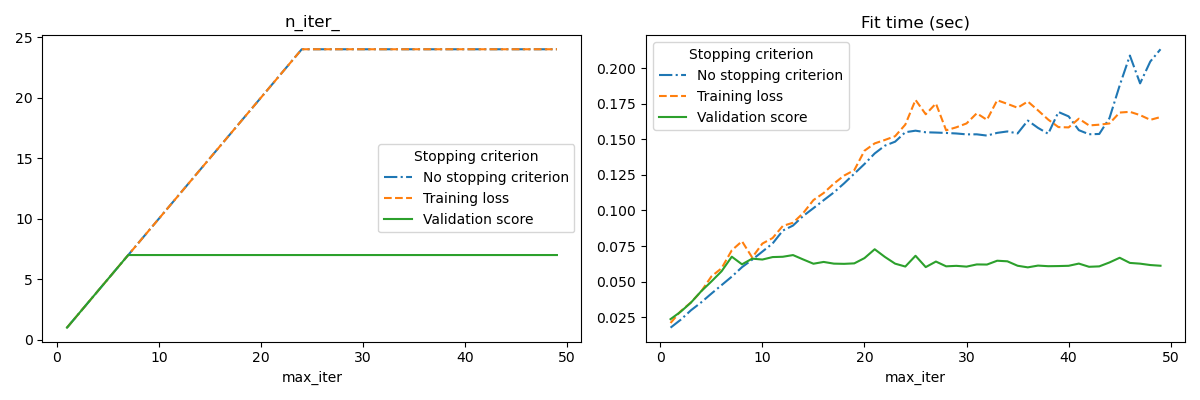 n_iter_
25
20
15
10
5
0
Stopping criterion
No stopping criterion
Training loss
Validation score
0 10 20 30 40 50
max_iter
Fit time (sec)
0.200
0.175
0.150
0.125
0.100
0.075
0.050
0.025
Stopping criterion
No stopping criterion
Training loss
Validation score
0 10 20 30 40 50
max_iter